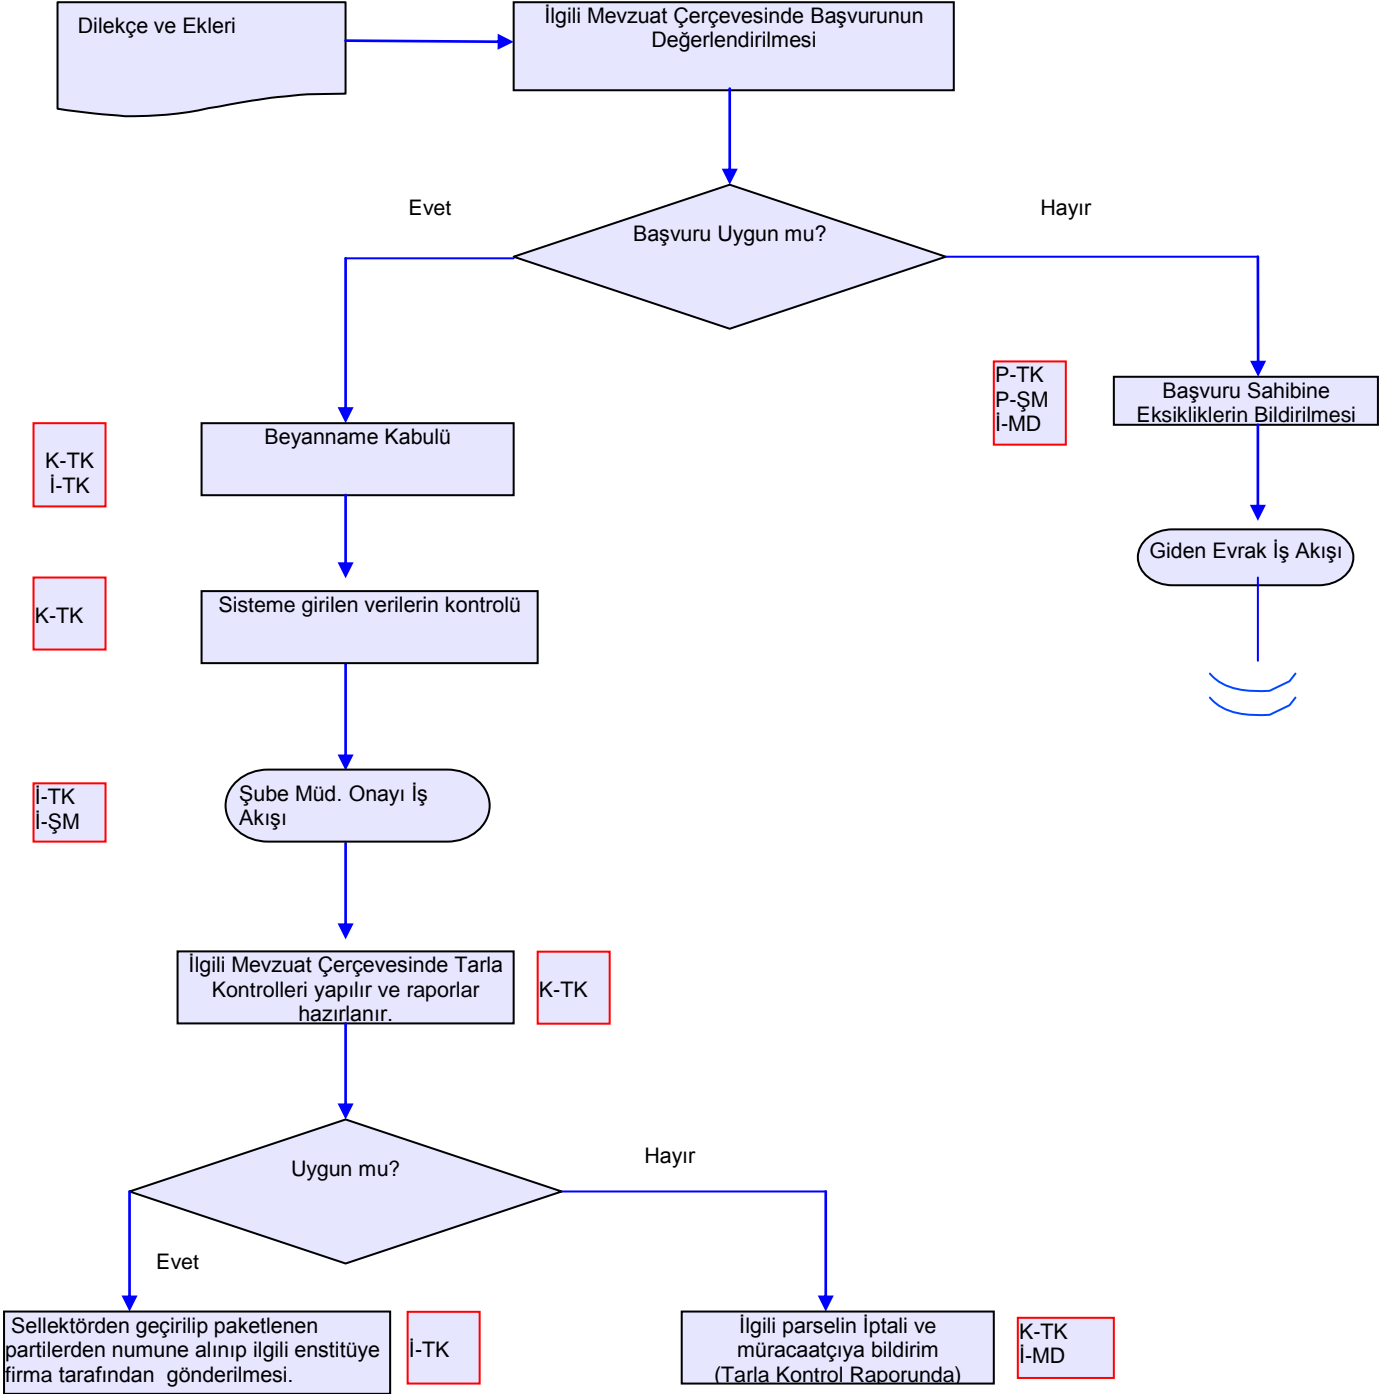 Dilekçe ve Ekleri
İlgili Mevzuat Çerçevesinde Başvurunun
Değerlendirilmesi
Evet
Hayır
Başvuru Uygun mu?
P-TK
P-ŞM
İ-MD
Başvuru Sahibine
Eksikliklerin Bildirilmesi
K-TK
İ-TK
Beyanname Kabulü
Giden Evrak İş Akışı
K-TK
Sisteme girilen verilerin kontrolü
İ-TK
İ-ŞM
Şube Müd. Onayı İş
Akışı
İlgili Mevzuat Çerçevesinde Tarla
Kontrolleri yapılır ve raporlar
hazırlanır.
K-TK
Uygun mu?
Hayır
Evet
Sellektörden geçirilip paketlenen
partilerden numune alınıp ilgili enstitüye
firma tarafından gönderilmesi.
İ-TK
İlgili parselin İptali ve
müracaatçıya bildirim
(Tarla Kontrol Raporunda)
K-TK
İ-MD